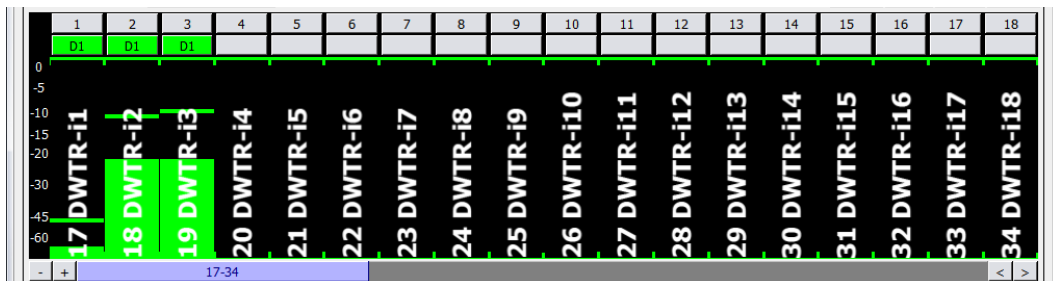 1 2 3 4 5 6 7 8 9 10 11 12 13 14 15 16 17 18
D1 D1 D1
0
-5
-10
-15
-20
-30
-45
-60
17 DWTR-i1
18 DWTR-i2
19 DWTR-i3
20 DWTR-i4
21 DWTR-i5
22 DWTR-i6
23 DWTR-i7
24 DWTR-i8
25 DWTR-i9
26 DWTR-i10
27 DWTR-i11
28 DWTR-i12
29 DWTR-i13
30 DWTR-i14
31 DWTR-i15
32 DWTR-i16
33 DWTR-i17
34 DWTR-i18
- + 17-34 < >